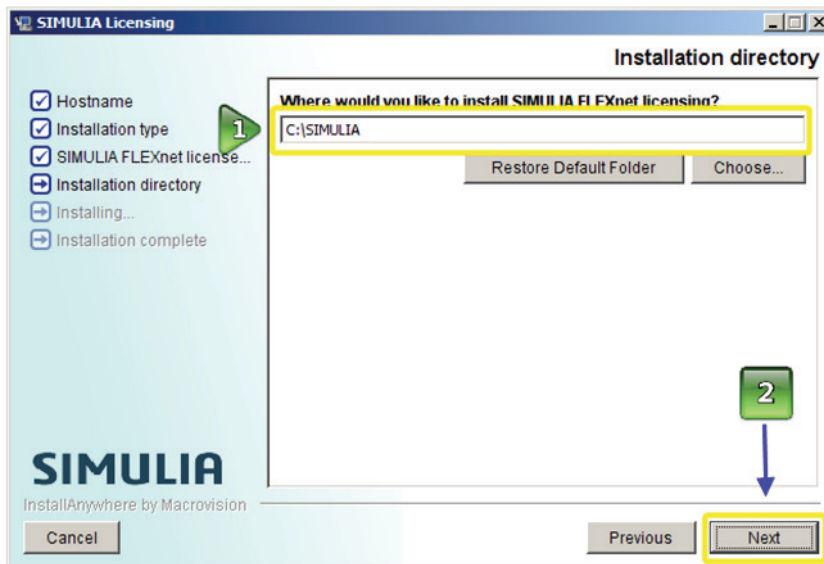 SIMULIA Licensing
Installation directory
Hostname
Installation type
SIMULIA FLEXnet license...
Installation directory
Installing...
Installation complete
1
Where would you like to install SIMULIA FLEXnet licensing?
C:\SIMULIA
Restore Default Folder
Choose...
2
SIMULIA
InstallAnywhere by Macrovision
Cancel
Previous
Next